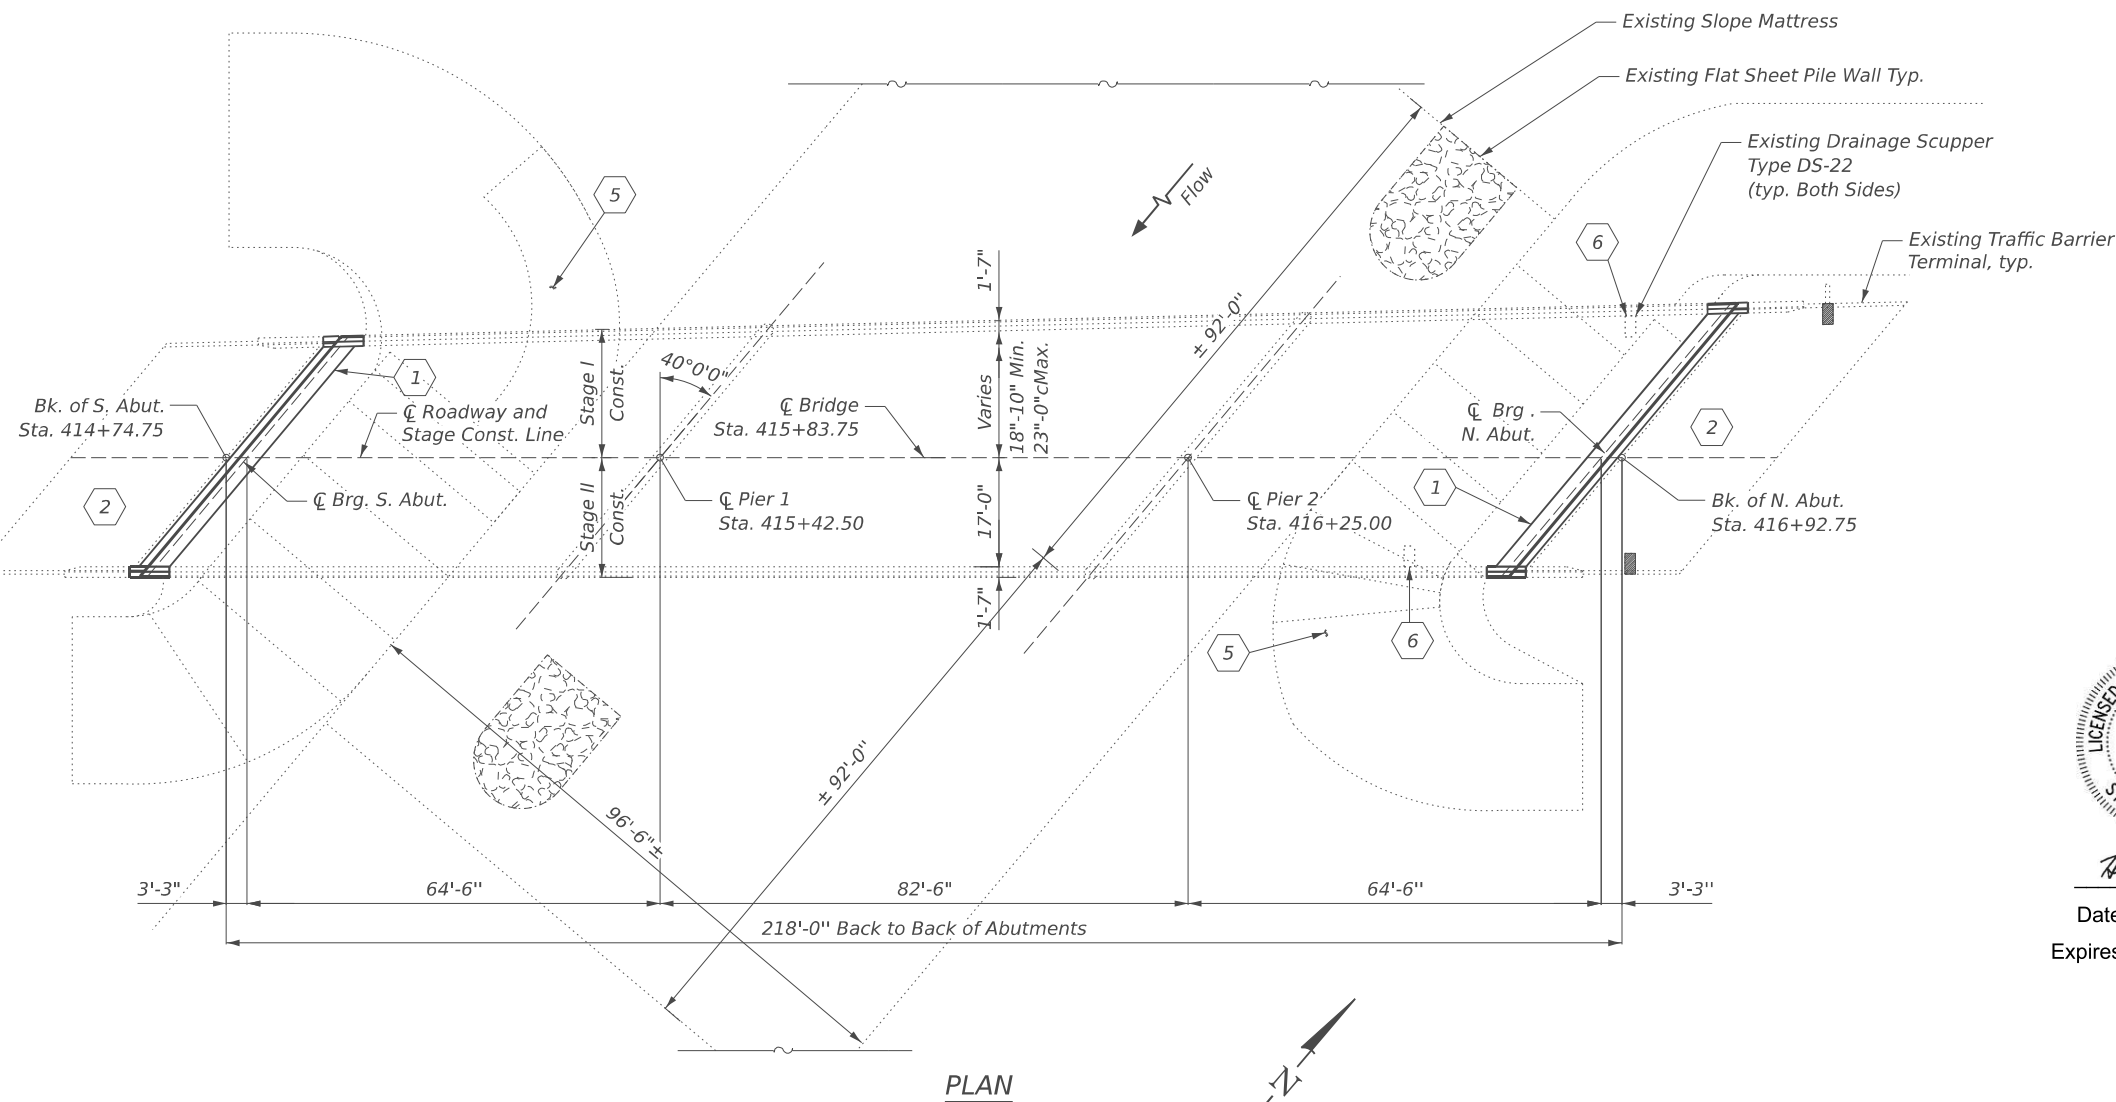 Existing Slope Mattress
Existing Flat Sheet Pile Wall Typ.
Existing Drainage Scupper
Type DS-22
(typ. Both Sides)
Existing Traffic Barrier
Terminal, typ.
5
Flow
6
1'-7"
± 92'-0"
40°0'0"
Stage I
Const.
Varies
18"-10" Min.
23"-0"cMax.
1
Bk. of S. Abut.
Sta. 414+74.75
℄ Roadway and
Stage Const. Line
℄ Bridge
Sta. 415+83.75
℄ Brg .
N. Abut.
2
2
℄ Brg. S. Abut.
Stage II
Const.
℄ Pier 1
Sta. 415+42.50
17'-0"
℄ Pier 2
Sta. 416+25.00
1
Bk. of N. Abut.
Sta. 416+92.75
1'-7"
5
6
± 92'-0"
96'-6"±
LICENSED
3'-3"
64'-6"
82'-6"
64'-6"
3'-3"
218'-0" Back to Back of Abutments
Date
Expires
PLAN
N